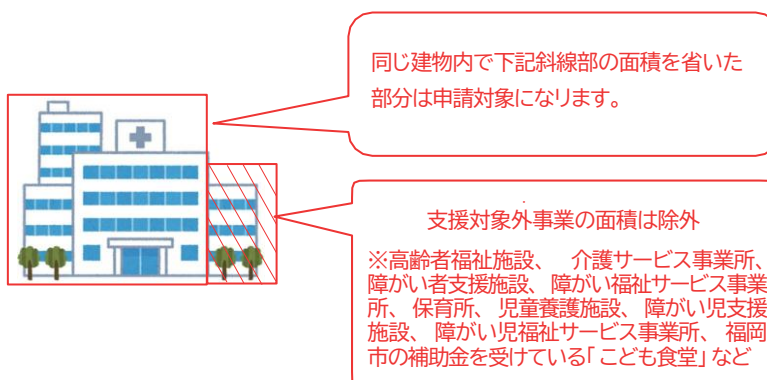 同じ建物内で下記斜線部の面積を省いた
部分は申請対象になります。
支援対象外事業の面積は除外
※高齢者福祉施設、 介護サービス事業所、
障がい者支援施設、障がい福祉サービス事業
所、保育所、児童養護施設、障がい児支援
施設、障がい児福祉サービス事業所、福岡
市の補助金を受けている「こども食堂」など